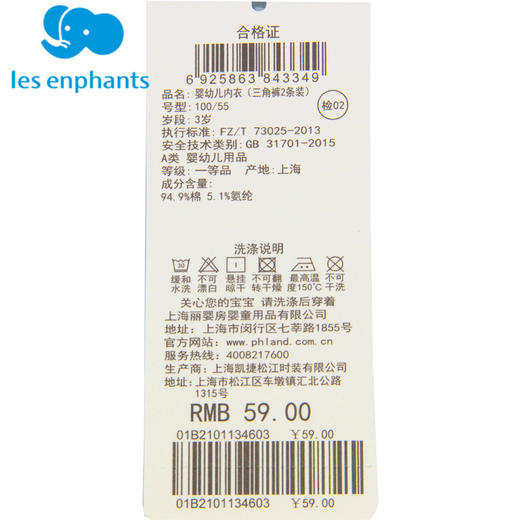 les enphants
合格证
6 925863 843349
品名: 婴幼儿内衣 (三角裤2条装)
号型: 100/55
检02
岁段: 3岁
执行标准: FZ/T 73025-2013
安全技术类别: GB 31701-2015
A类 婴幼儿用品
等级: 一等品 产地: 上海
成分含量:
94.9%棉 5.1%氨纶
洗涤说明
30
缓和水洗
不可漂白
悬挂晾干
不可翻转干燥
最高温度150℃
不可干洗
关心您的宝宝 请洗涤后穿着
上海丽婴房婴童用品有限公司
地址: 上海市闵行区七莘路1855号
官方网站: www.phland.com.cn
服务热线: 4008217600
生产商: 上海凯捷松江时装有限公司
地址: 上海市松江区车墩镇汇北公路
1315号
RMB 59.00
01B2101134603 ¥59.00
01B2101134603 ¥59.00